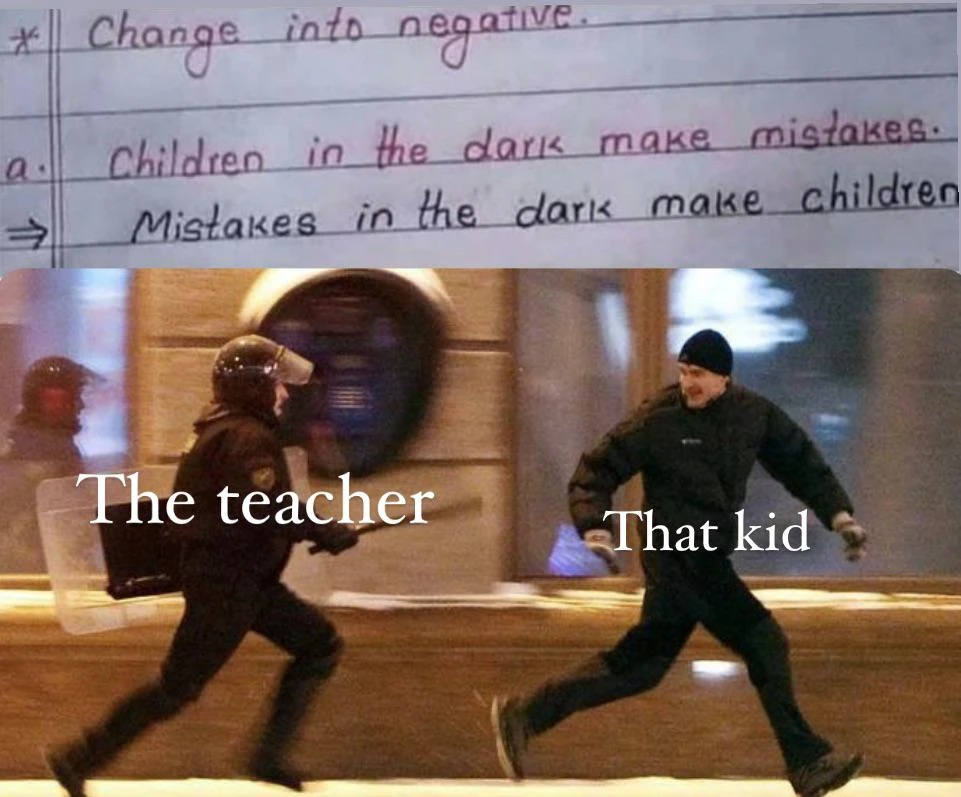 * Change into negative.
a. Children in the dark make mistakes.
⇒ Mistakes in the dark make children
The teacher
That kid